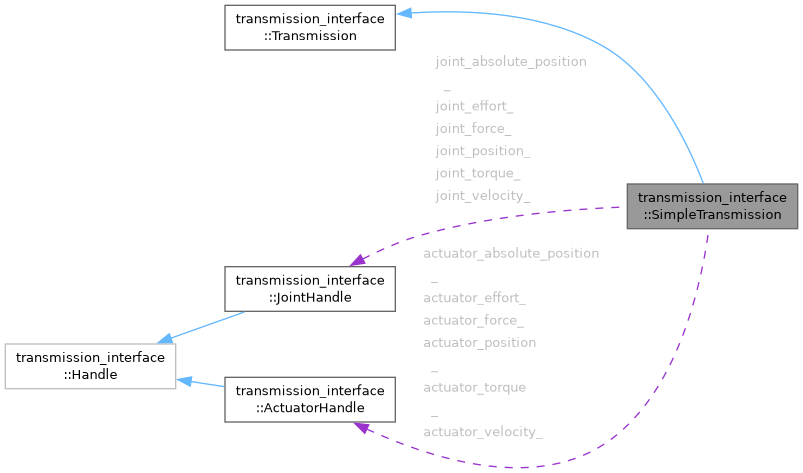 transmission_interface
::Transmission
joint_absolute_position
_
joint_effort_
joint_force_
joint_position_
joint_torque_
joint_velocity_
transmission_interface
::SimpleTransmission
actuator_absolute_position
_
actuator_effort_
actuator_force_
actuator_position
_
actuator_torque
_
actuator_velocity_
transmission_interface
::JointHandle
transmission_interface
::Handle
transmission_interface
::ActuatorHandle